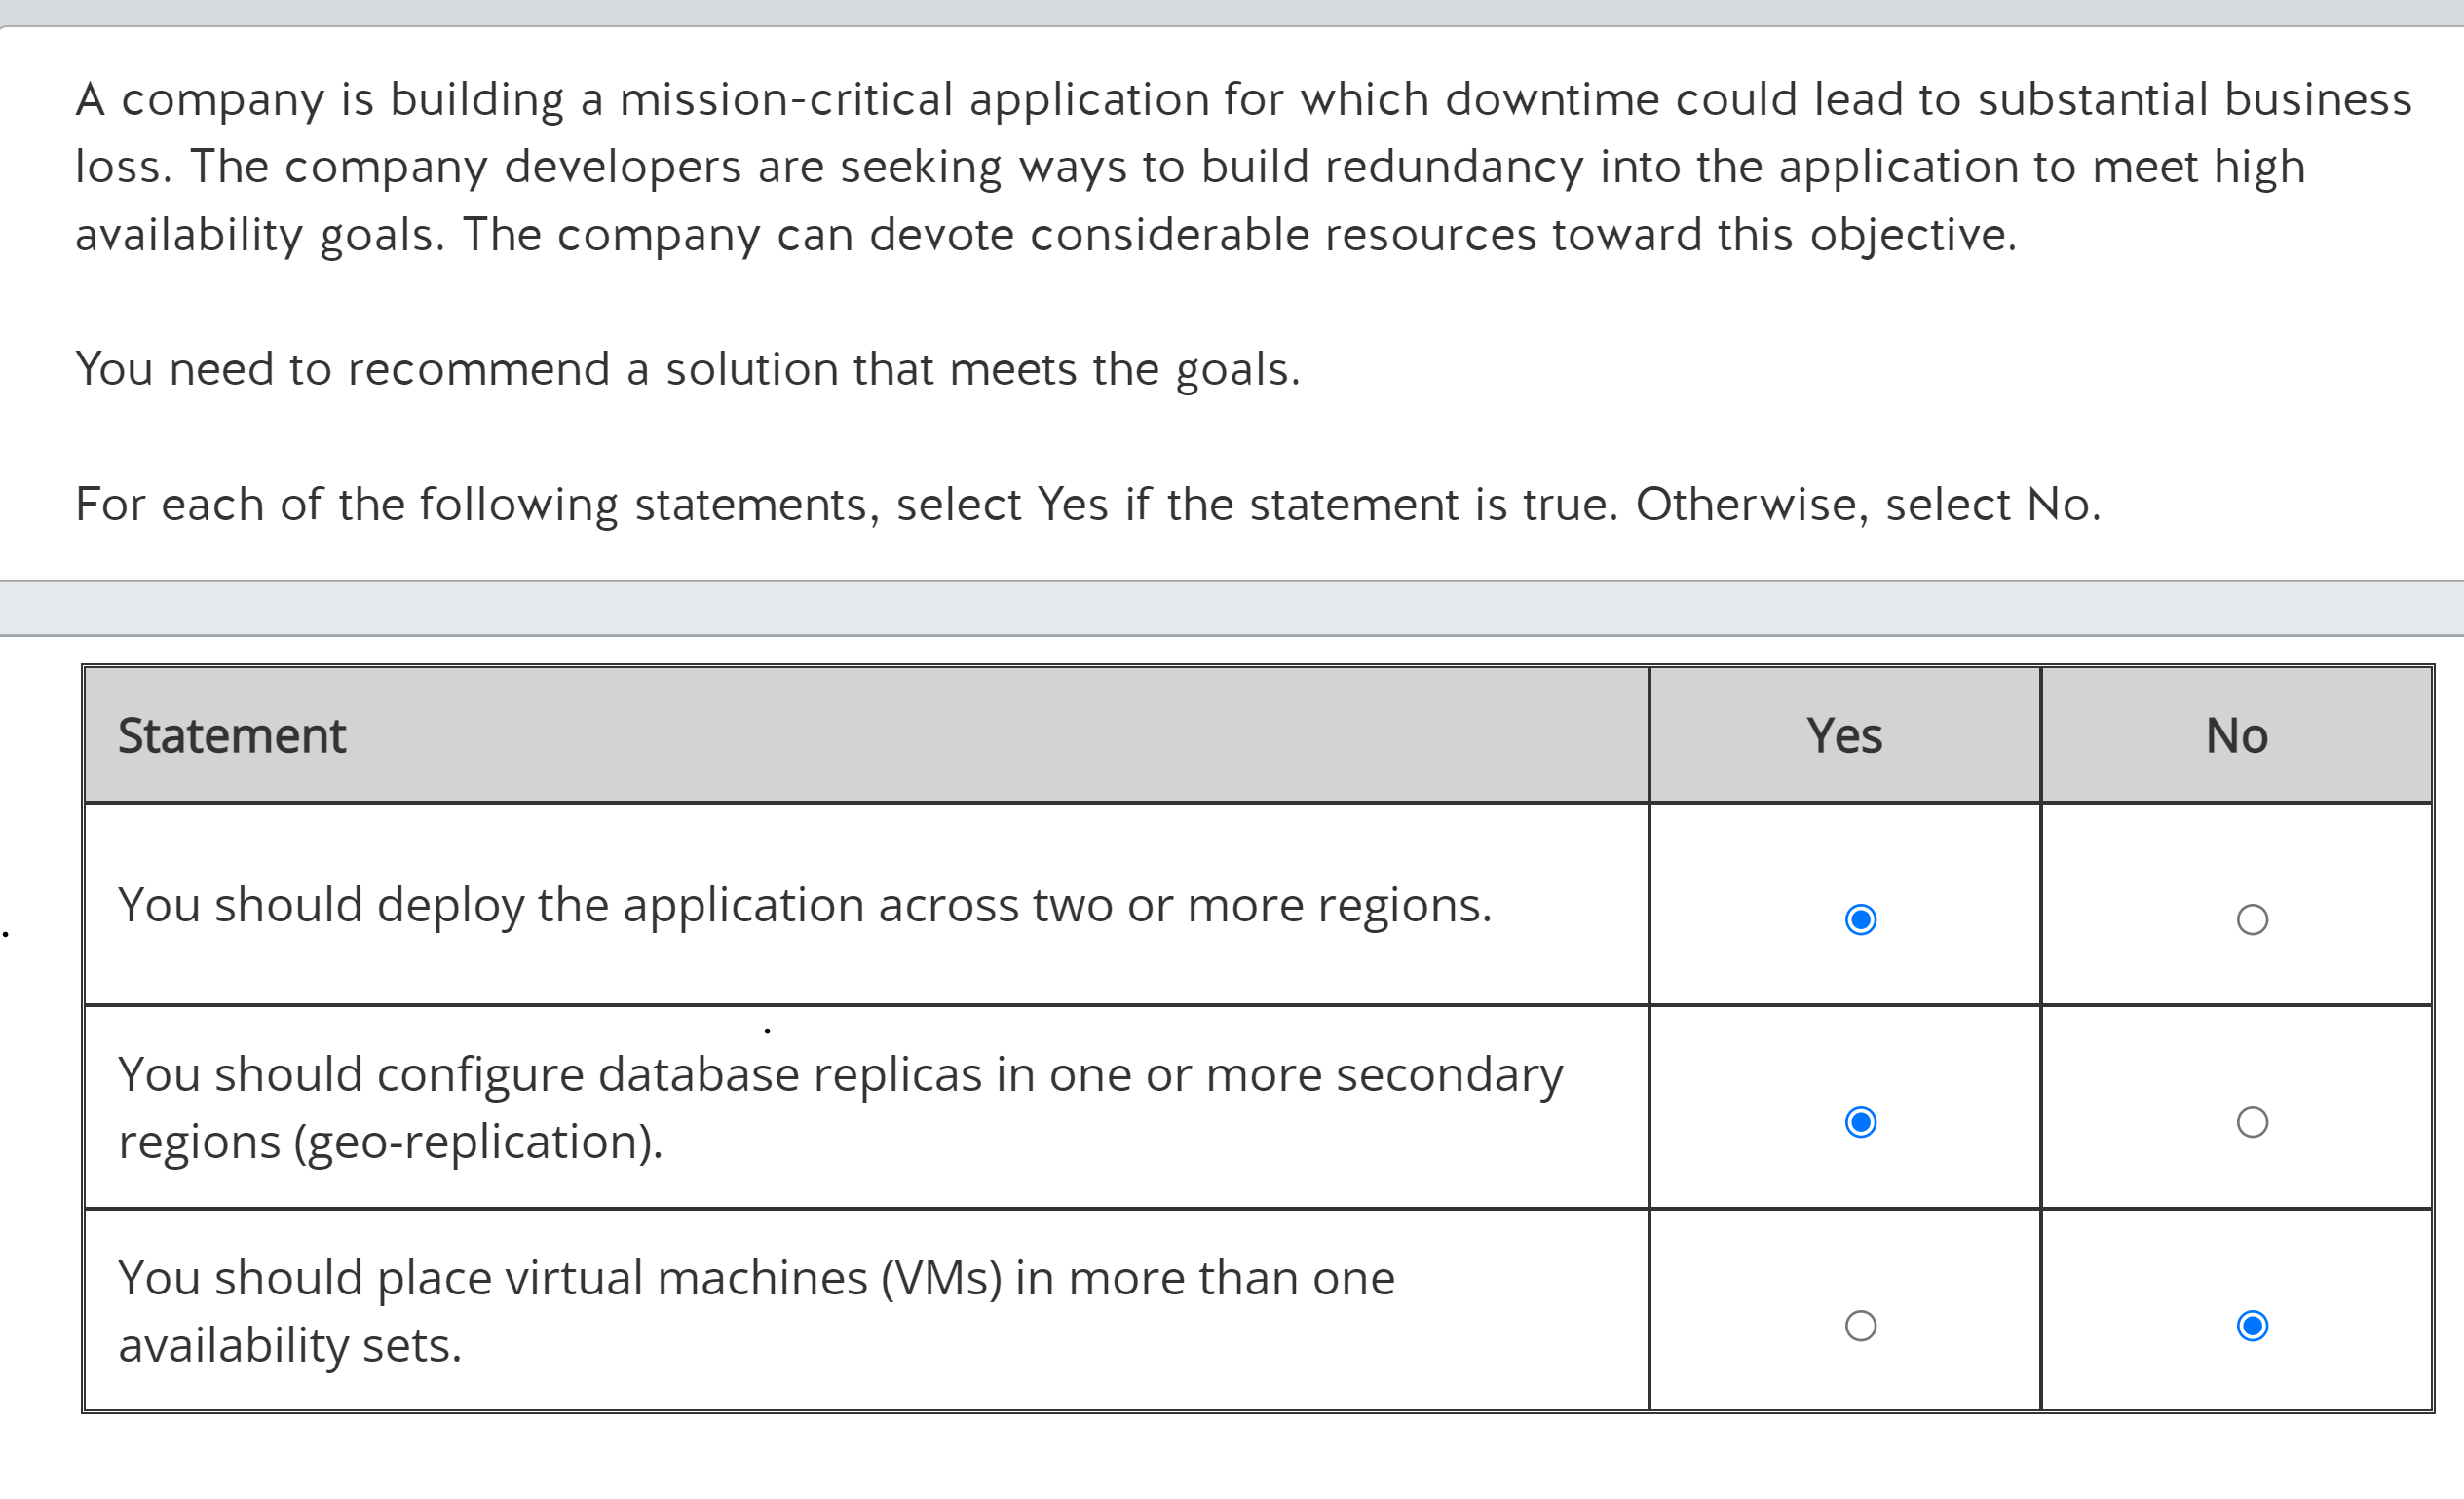 A company is building a mission-critical application for which downtime could lead to substantial business
loss. The company developers are seeking ways to build redundancy into the application to meet high
availability goals. The company can devote considerable resources toward this objective.
You need to recommend a solution that meets the goals.
For each of the following statements, select Yes if the statement is true. Otherwise, select No.
Statement Yes No
You should deploy the application across two or more regions.
You should configure database replicas in one or more secondary
regions (geo-replication).
You should place virtual machines (VMs) in more than one
availability sets.